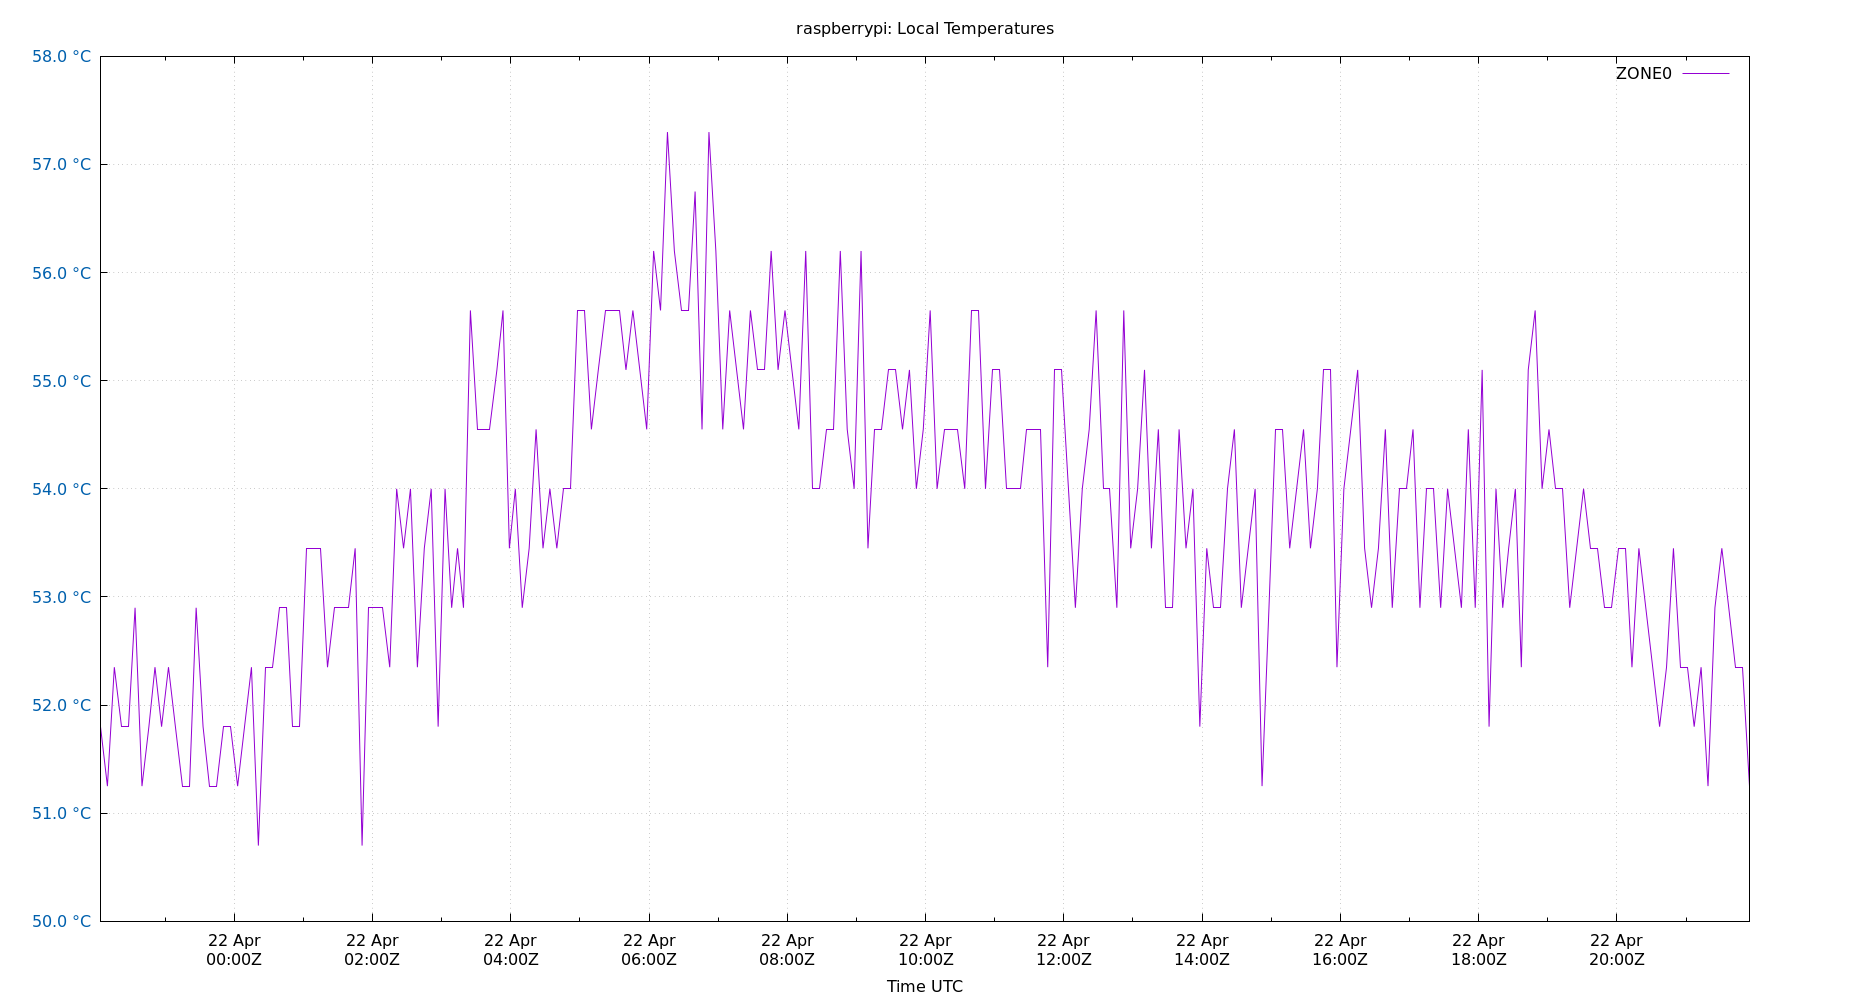 raspberrypi: Local Temperatures
58.0 °C
ZONE0
57.0 °C
56.0 °C
55.0 °C
54.0 °C
53.0 °C
52.0 °C
51.0 °C
50.0 °C
22 Apr 22 Apr 22 Apr 22 Apr 22 Apr 22 Apr 22 Apr 22 Apr 22 Apr 22 Apr 22 Apr
00:00Z 02:00Z 04:00Z 06:00Z 08:00Z 10:00Z 12:00Z 14:00Z 16:00Z 18:00Z 20:00Z
Time UTC